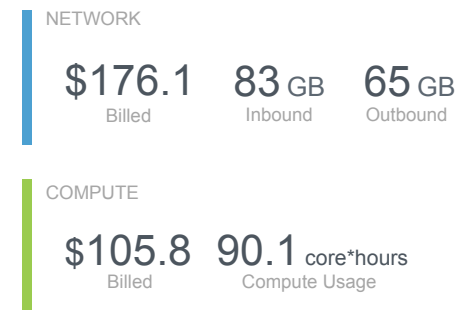 NETWORK
$176.1 83 GB 65 GB
Billed Inbound Outbound
COMPUTE
$105.8 90.1 core*hours
Billed Compute Usage